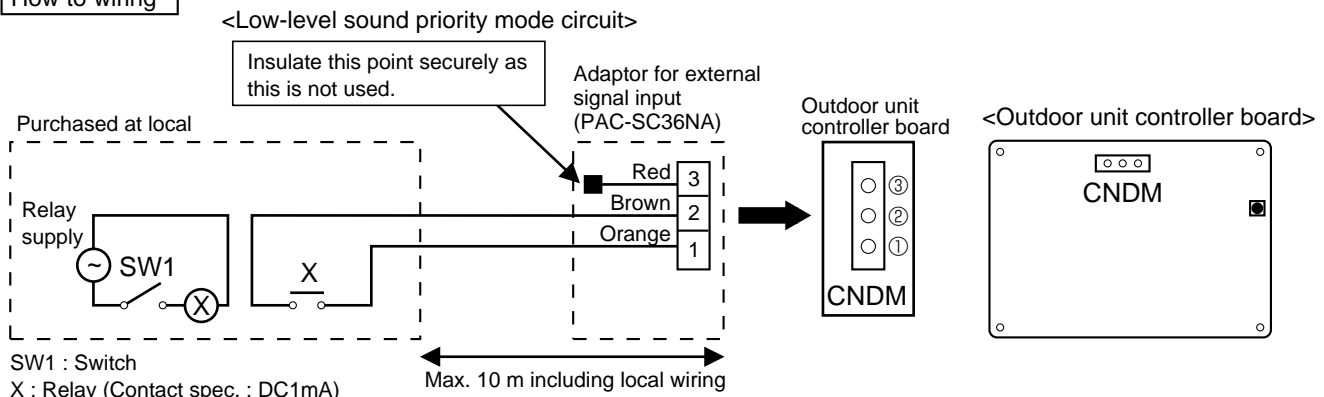 How to wiring
<Low-level sound priority mode circuit>
Insulate this point securely as
this is not used.
Adaptor for external
signal input
(PAC-SC36NA)
Purchased at local
Outdoor unit
controller board
<Outdoor unit controller board>
Red 3
Brown 2
Orange 1
③
②
①
CNDM
CNDM
Relay
supply
~ SW1
X
X
SW1 : Switch
X : Relay (Contact spec. : DC1mA)
Max. 10 m including local wiring